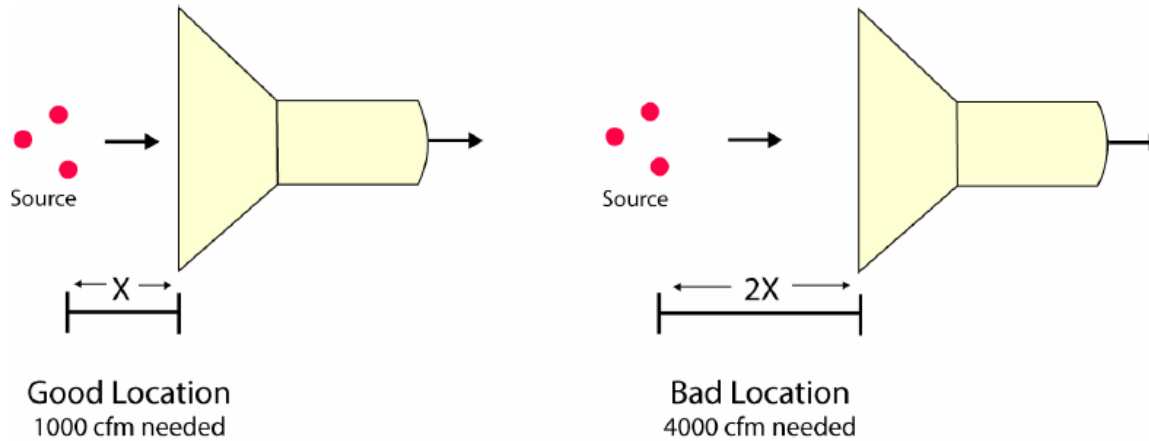 Source
X
Good Location
1000 cfm needed
Source
2X
Bad Location
4000 cfm needed